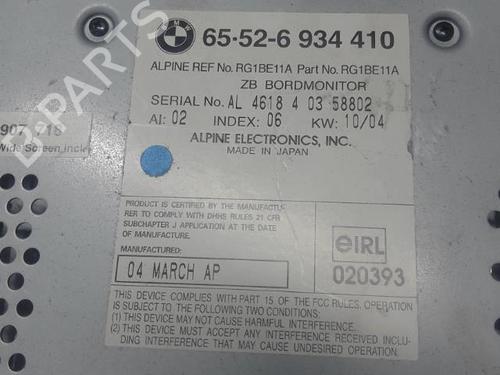 BMW
65-52-6 934 410
ALPINE REF No. RG1BE11A Part No. RG1BE11A
ZB BORDMONITOR
SERIAL No. AL 4618 4 03 58802
AI: 02 INDEX: 06 KW: 10/04
ALPINE ELECTRONICS, INC.
MADE IN JAPAN
Wide Screen
PRODUCT IS CERTIFIED BY THE MANUFACTU-
RER TO COMPLY WITH DHHS RULES 21 CFR
SUBCHAPTER J APPLICATION AT THE DATE
OF MANUFACTURE.
MANUFACTURED:
04 MARCH AP
eIRL
020393
THIS DEVICE COMPLIES WITH PART 15 OF THE FCC RULES. OPERATION
IS SUBJECT TO THE FOLLOWING TWO CONDITIONS:
(1) THIS DEVICE MAY NOT CAUSE HARMFUL INTERFERENCE.
(2) THIS DEVICE MUST ACCEPT ANY INTERFERENCE RECEIVED, INCLU-
DING INTERFERENCE THAT MAY CAUSE UNDESIRED OPERATION.
B-PARTS